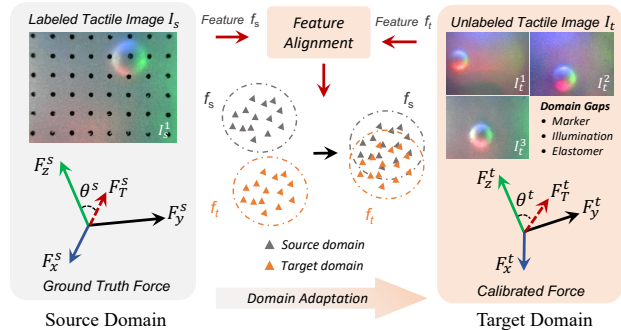 Labeled Tactile Image I_s
I_s^1
F_z^s
θ^s
F_T^s
F_y^s
F_x^s
Ground Truth Force
Source Domain
Feature f_s
Feature
Alignment
Feature f_t
f_s
f_t
f_s
f_t
Source domain
Target domain
Domain Adaptation
Unlabeled Tactile Image I_t
I_t^1
I_t^2
I_t^3
Domain Gaps
• Marker
• Illumination
• Elastomer
F_z^t
θ^t
F_T^t
F_y^t
F_x^t
Calibrated Force
Target Domain